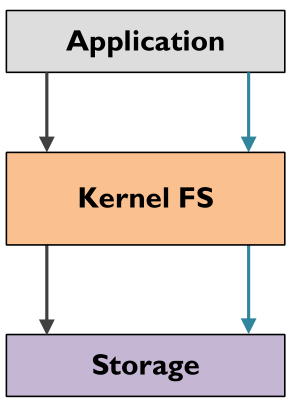 Application
Kernel FS
Storage